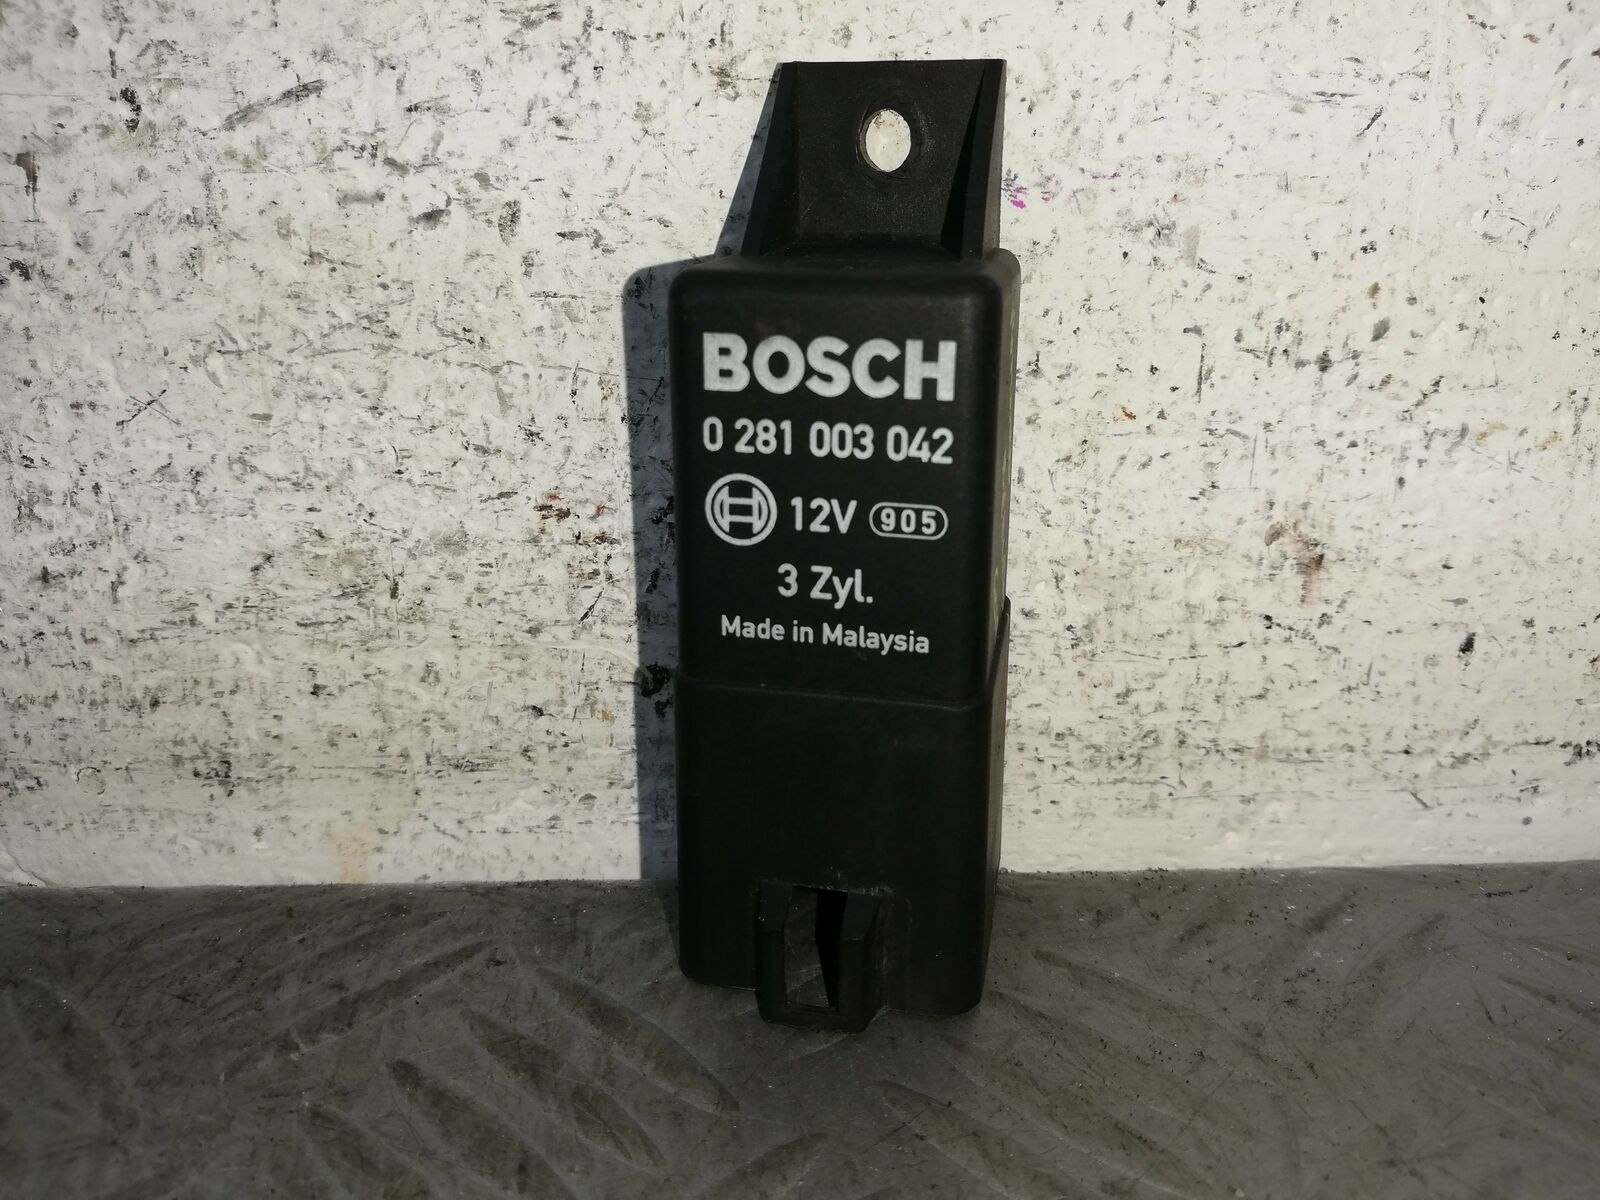 BOSCH
0 281 003 042
12V 905
3 Zyl.
Made in Malaysia